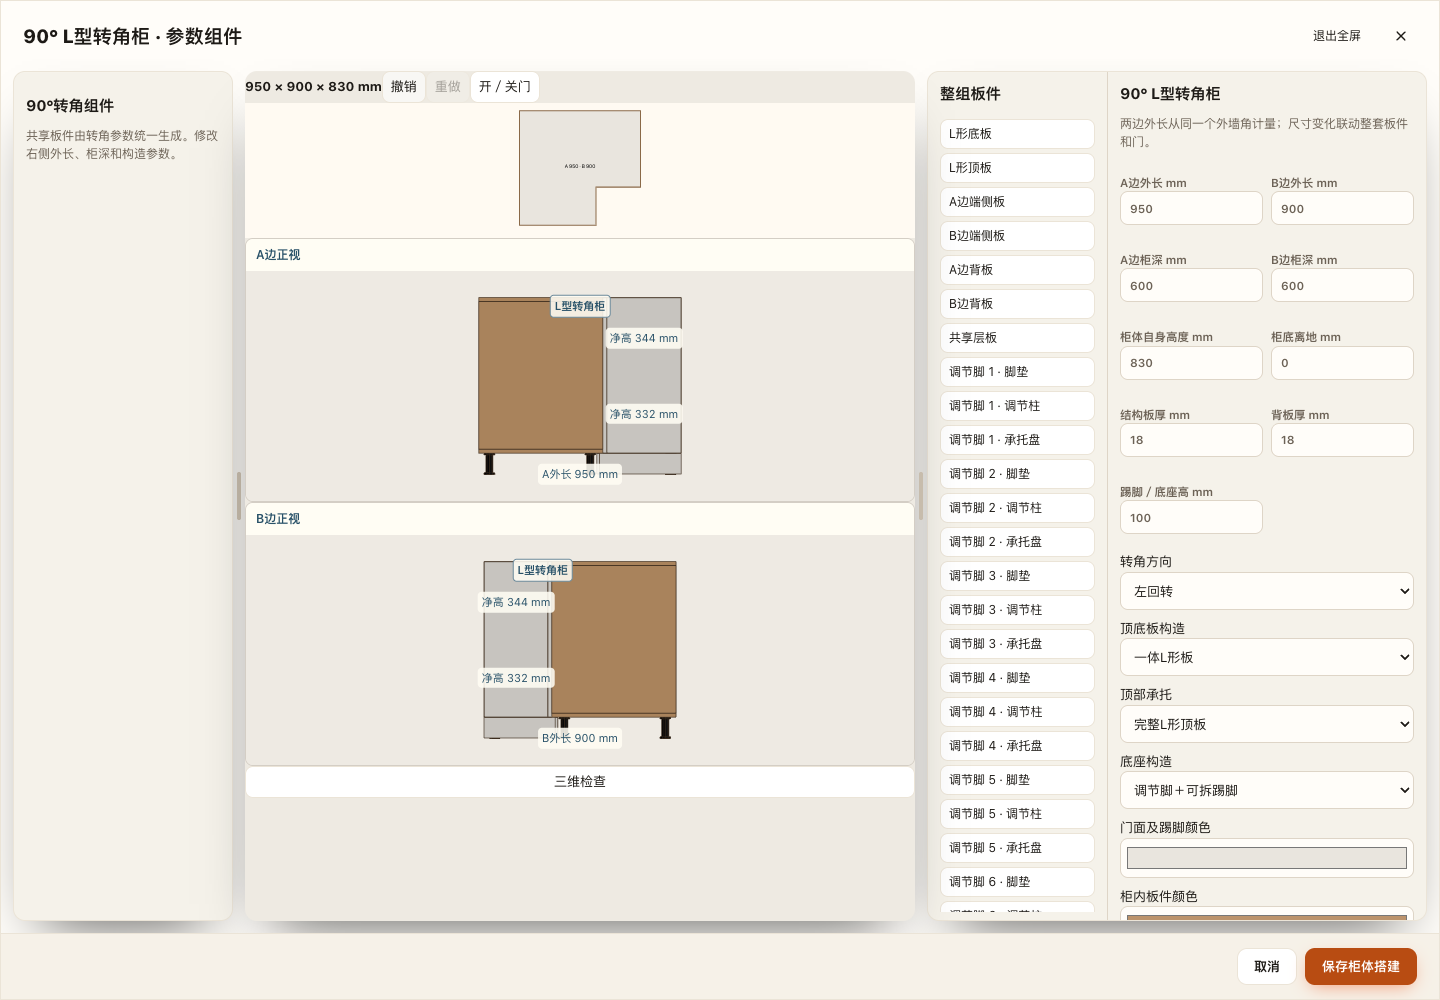 90° L型转角柜 · 参数组件
退出全屏
×
90°转角组件
共享板件由转角参数统一生成。修改
右侧外长、柜深和构造参数。
950 × 900 × 830 mm
撤销
重做
开 / 关门
A 950 · B 900
A边正视
L型转角柜
净高 344 mm
净高 332 mm
A外长 950 mm
B边正视
L型转角柜
净高 344 mm
净高 332 mm
B外长 900 mm
三维检查
整组板件
L形底板
L形顶板
A边端侧板
B边端侧板
A边背板
B边背板
共享层板
调节脚 1 · 脚垫
调节脚 1 · 调节柱
调节脚 1 · 承托盘
调节脚 2 · 脚垫
调节脚 2 · 调节柱
调节脚 2 · 承托盘
调节脚 3 · 脚垫
调节脚 3 · 调节柱
调节脚 3 · 承托盘
调节脚 4 · 脚垫
调节脚 4 · 调节柱
调节脚 4 · 承托盘
调节脚 5 · 脚垫
调节脚 5 · 调节柱
调节脚 5 · 承托盘
调节脚 6 · 脚垫
90° L型转角柜
两边外长从同一个外墙角计量；尺寸变化联动整套板件
和门。
A边外长 mm
B边外长 mm
950
900
A边柜深 mm
B边柜深 mm
600
600
柜体自身高度 mm
柜底离地 mm
830
0
结构板厚 mm
背板厚 mm
18
18
踢脚 / 底座高 mm
100
转角方向
左回转
顶底板构造
一体L形板
顶部承托
完整L形顶板
底座构造
调节脚＋可拆踢脚
门面及踢脚颜色
柜内板件颜色
取消
保存柜体搭建